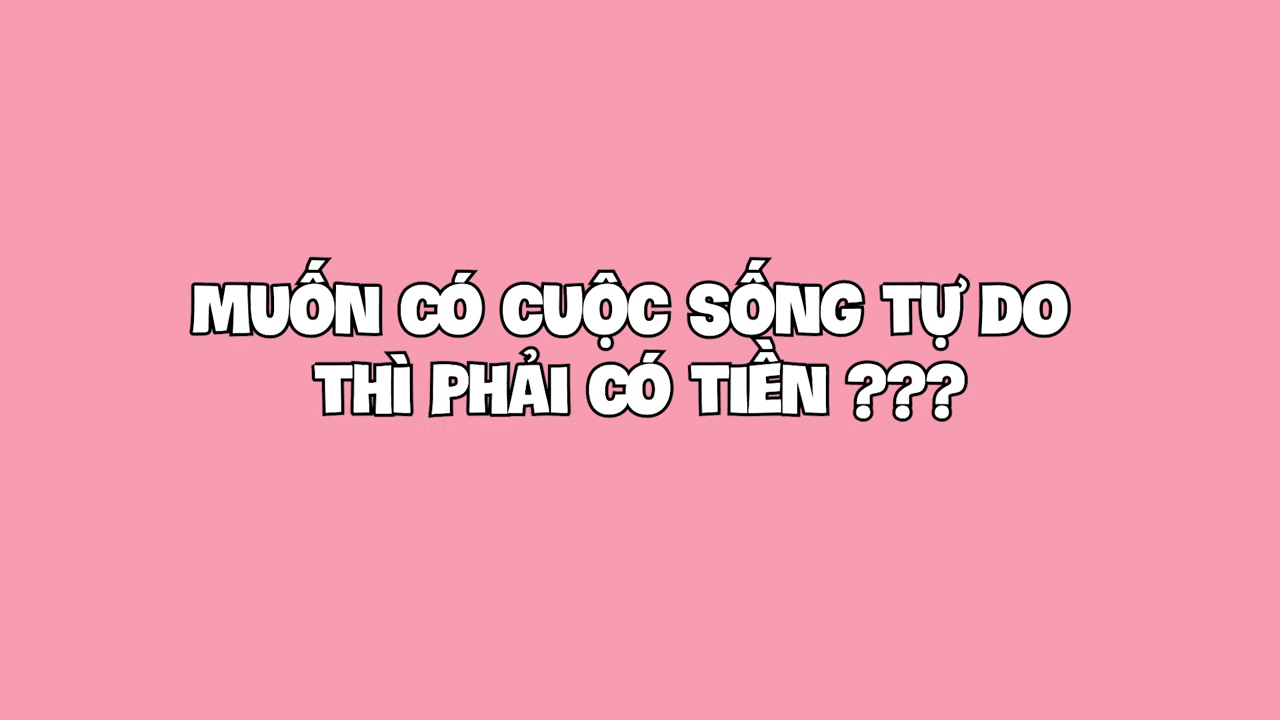 MUỐN CÓ CUỘC SỐNG TỰ DO
THÌ PHẢI CÓ TIỀN ???